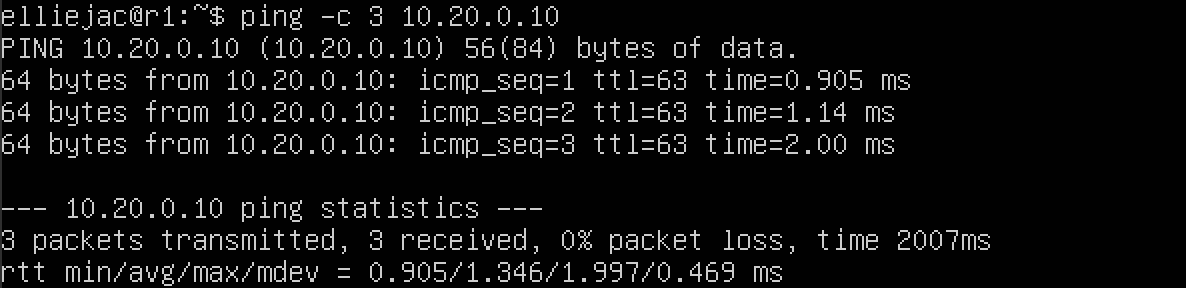 elliejac@r1:~$ ping -c 3 10.20.0.10
PING 10.20.0.10 (10.20.0.10) 56(84) bytes of data.
64 bytes from 10.20.0.10: icmp_seq=1 ttl=63 time=0.905 ms
64 bytes from 10.20.0.10: icmp_seq=2 ttl=63 time=1.14 ms
64 bytes from 10.20.0.10: icmp_seq=3 ttl=63 time=2.00 ms
--- 10.20.0.10 ping statistics ---
3 packets transmitted, 3 received, 0% packet loss, time 2007ms
rtt min/avg/max/mdev = 0.905/1.346/1.997/0.469 ms